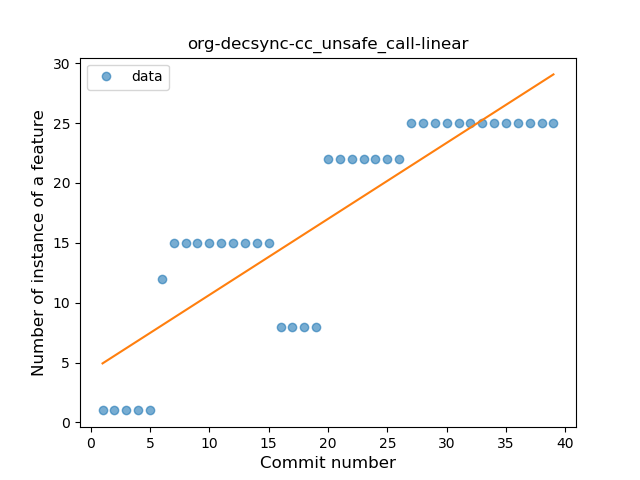 org-decsync-cc_unsafe_call-linear
data
Number of instance of a feature
30
25
20
15
10
5
0
0 5 10 15 20 25 30 35 40
Commit number